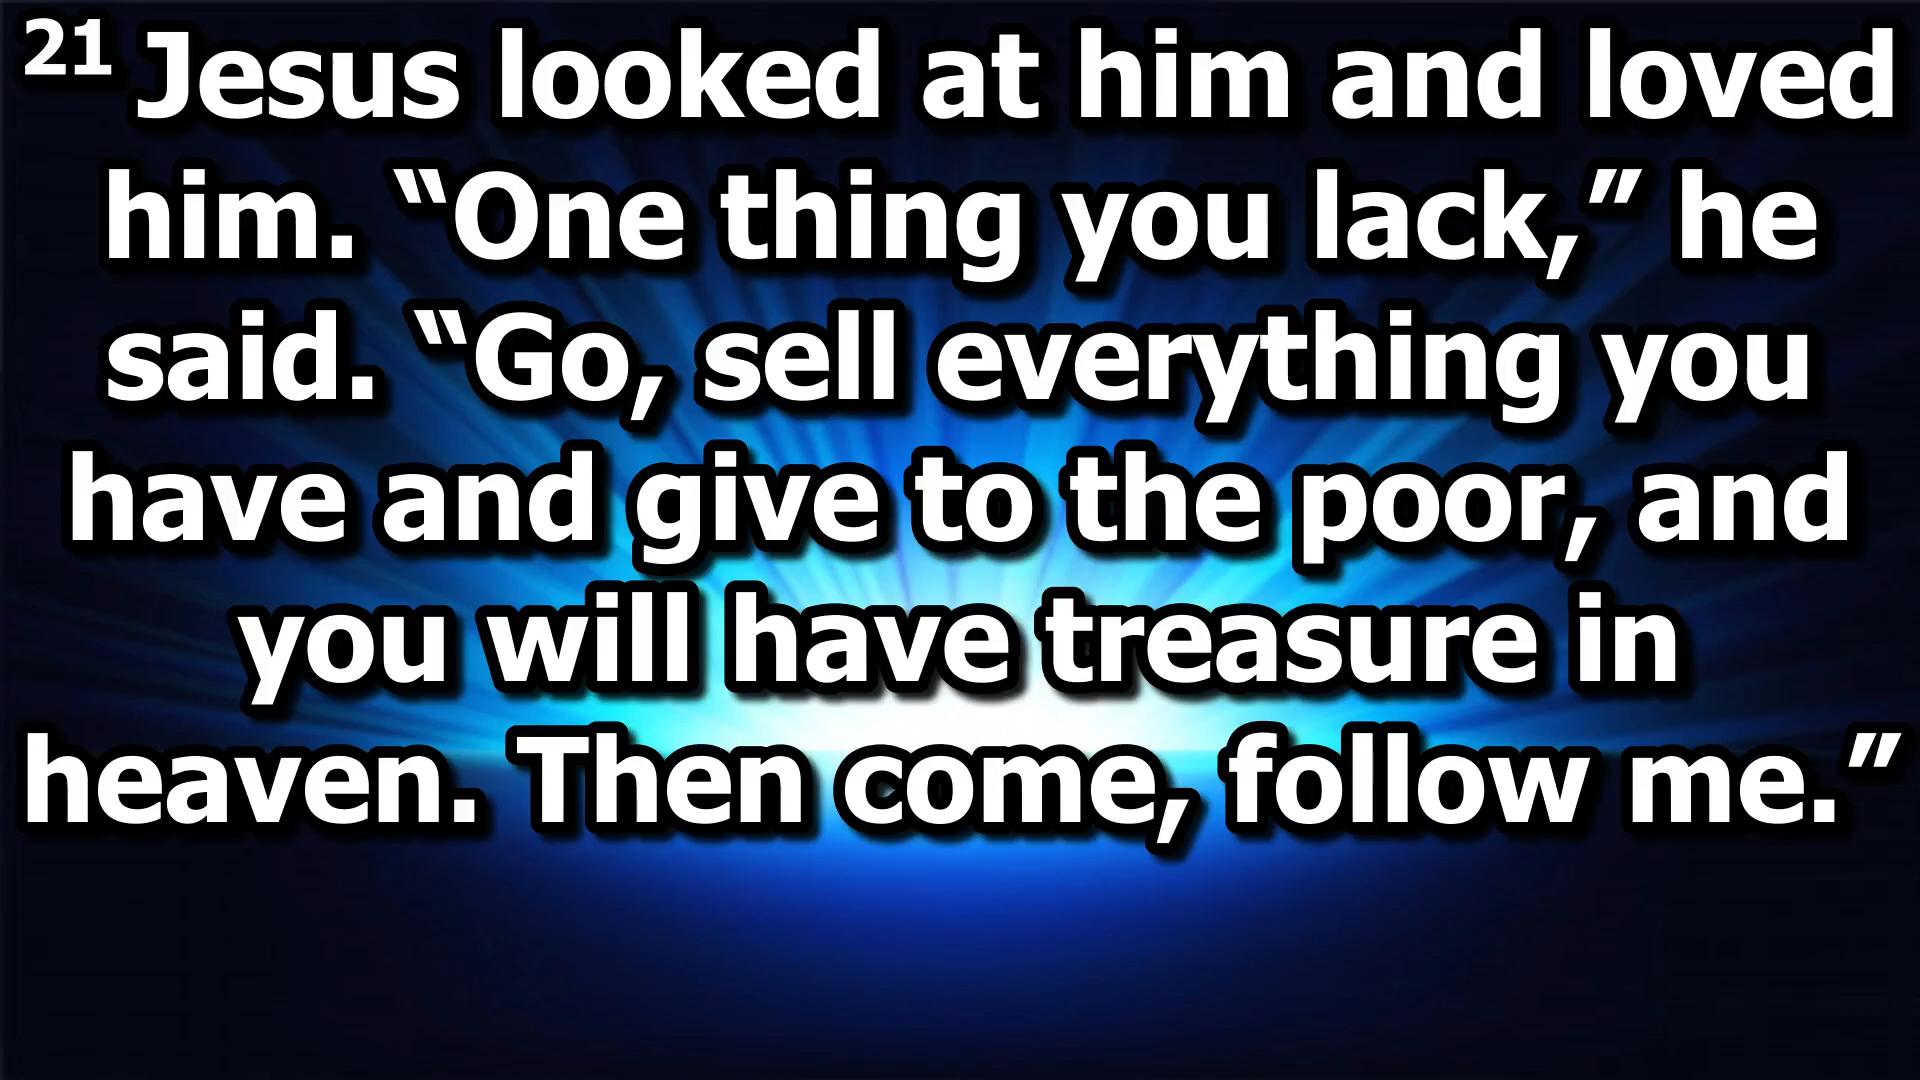 21 Jesus looked at him and loved
him. “One thing you lack,” he
said. “Go, sell everything you
have and give to the poor, and
you will have treasure in
heaven. Then come, follow me.”